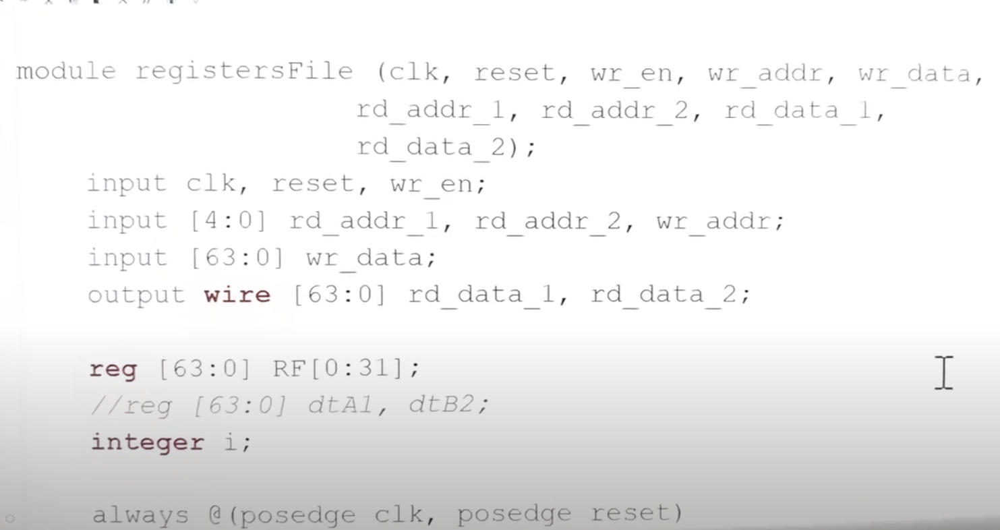 module registersFile (clk, reset, wr_en, wr_addr, wr_data,
rd_addr_1, rd_addr_2, rd_data_1,
rd_data_2);
input clk, reset, wr_en;
input [4:0] rd_addr_1, rd_addr_2, wr_addr;
input [63:0] wr_data;
output wire [63:0] rd_data_1, rd_data_2;
reg [63:0] RF[0:31];
//reg [63:0] dtA1, dtB2;
integer i;
always @(posedge clk, posedge reset)